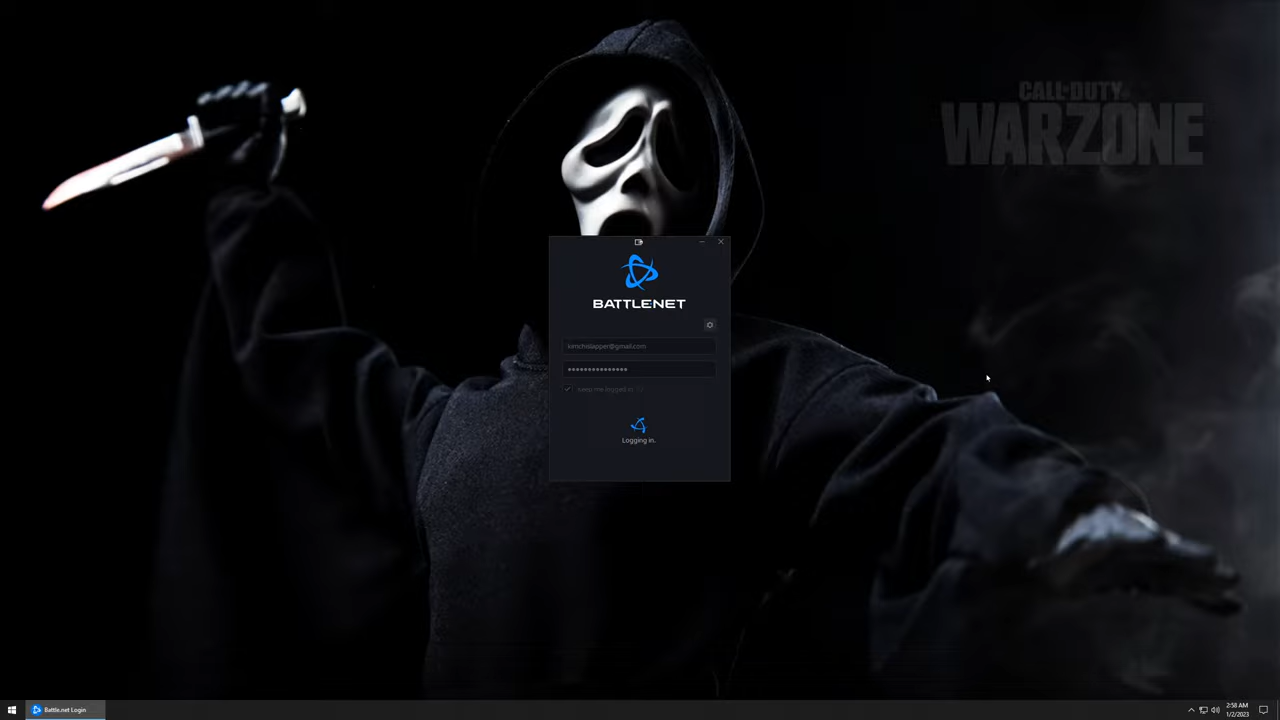 CALL OF DUTY
WARZONE
BATTLE.NET
kimchislapper@gmail.com
***************
Keep me logged in
Logging in.
Battle.net Login
2:58 AM
1/2/2023